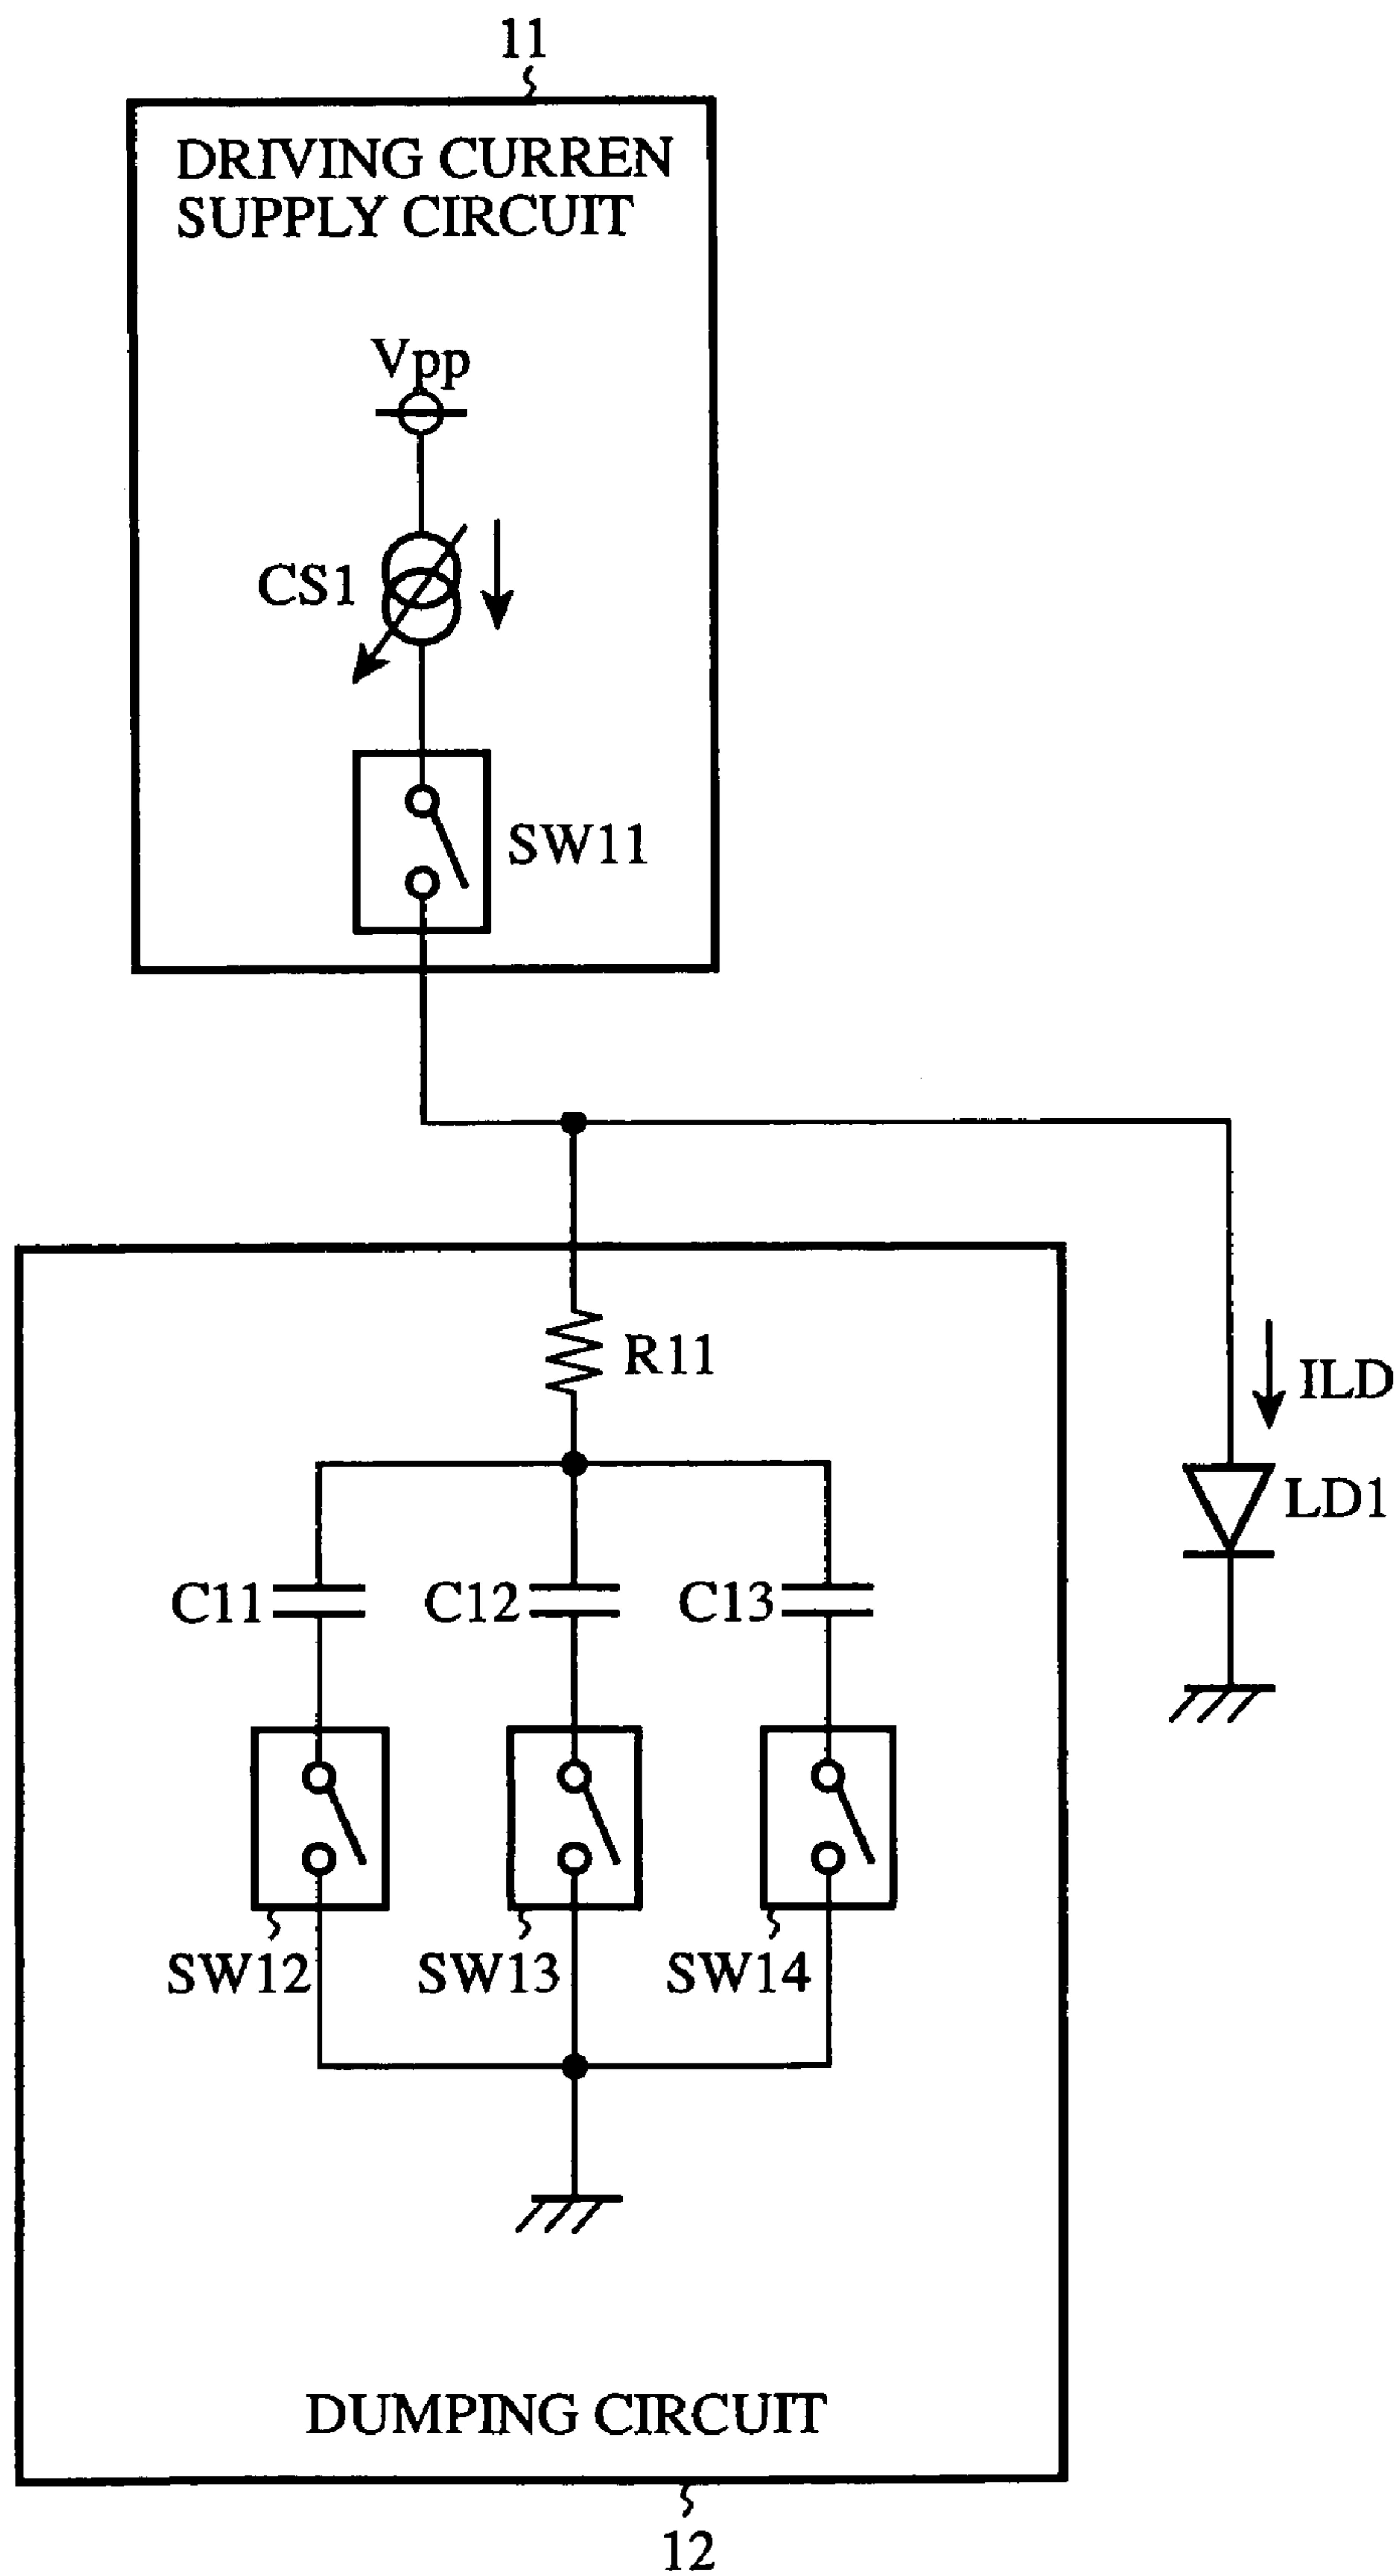 11
DRIVING CURREN
SUPPLY CIRCUIT
Vpp
CS1
SW11
R11
ILD
LD1
C11
C12
C13
SW12
SW13
SW14
DUMPING CIRCUIT
12